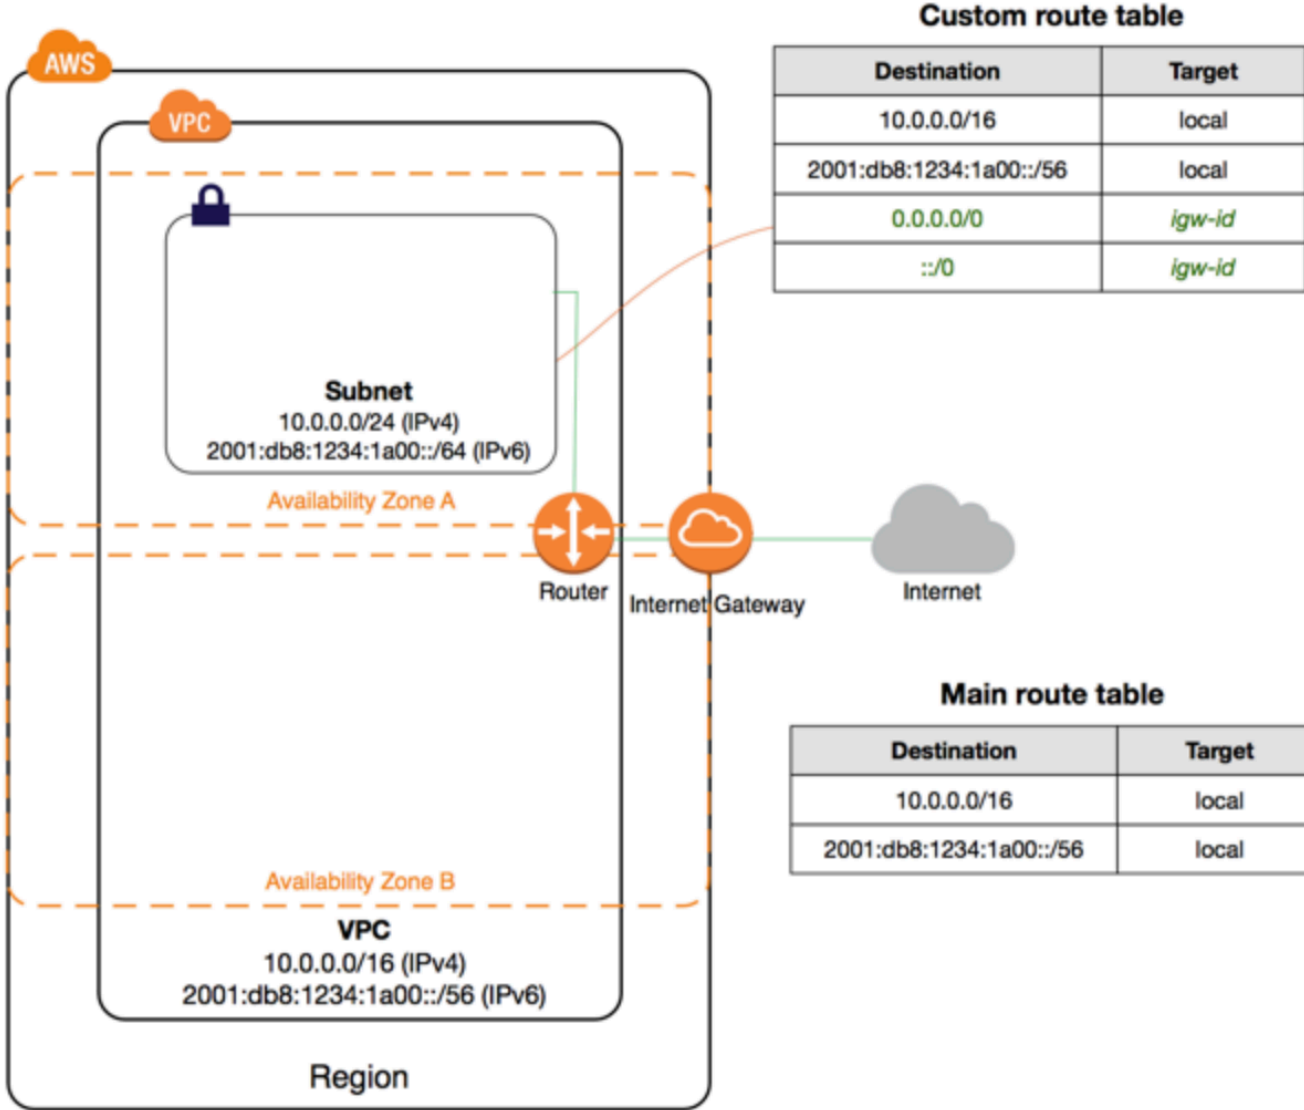 Custom route table
Destination Target
10.0.0.0/16 local
2001:db8:1234:1a00::/56 local
0.0.0.0/0 igw-id
::/0 igw-id
AWS
VPC
Subnet
10.0.0.0/24 (IPv4)
2001:db8:1234:1a00::/64 (IPv6)
Availability Zone A
Router
Internet Gateway
Internet
Main route table
Destination Target
10.0.0.0/16 local
2001:db8:1234:1a00::/56 local
Availability Zone B
VPC
10.0.0.0/16 (IPv4)
2001:db8:1234:1a00::/56 (IPv6)
Region